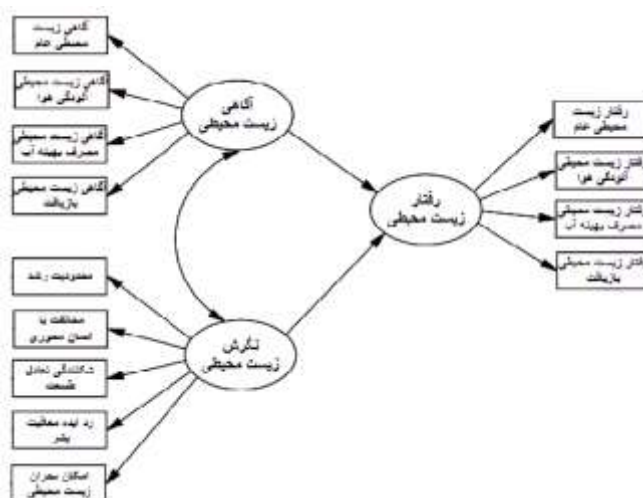 آگاهی زیست
محیطی عام
آگاهی زیست محیطی
آلودگی هوا
آگاهی زیست محیطی
مصرف بهینه آب
آگاهی زیست محیطی
بازیافت
آگاهی
زیست محیطی
رفتار زیست
محیطی عام
رفتار زیست محیطی
آلودگی هوا
رفتار زیست محیطی
مصرف بهینه آب
رفتار زیست محیطی
بازیافت
رفتار
زیست محیطی
محدودیت رشد
مخالفت با
انسان محوری
شکنندگی تعادل
طبیعت
رد ایده معافیت
بشر
امکان بحران
زیست محیطی
نگرش
زیست محیطی